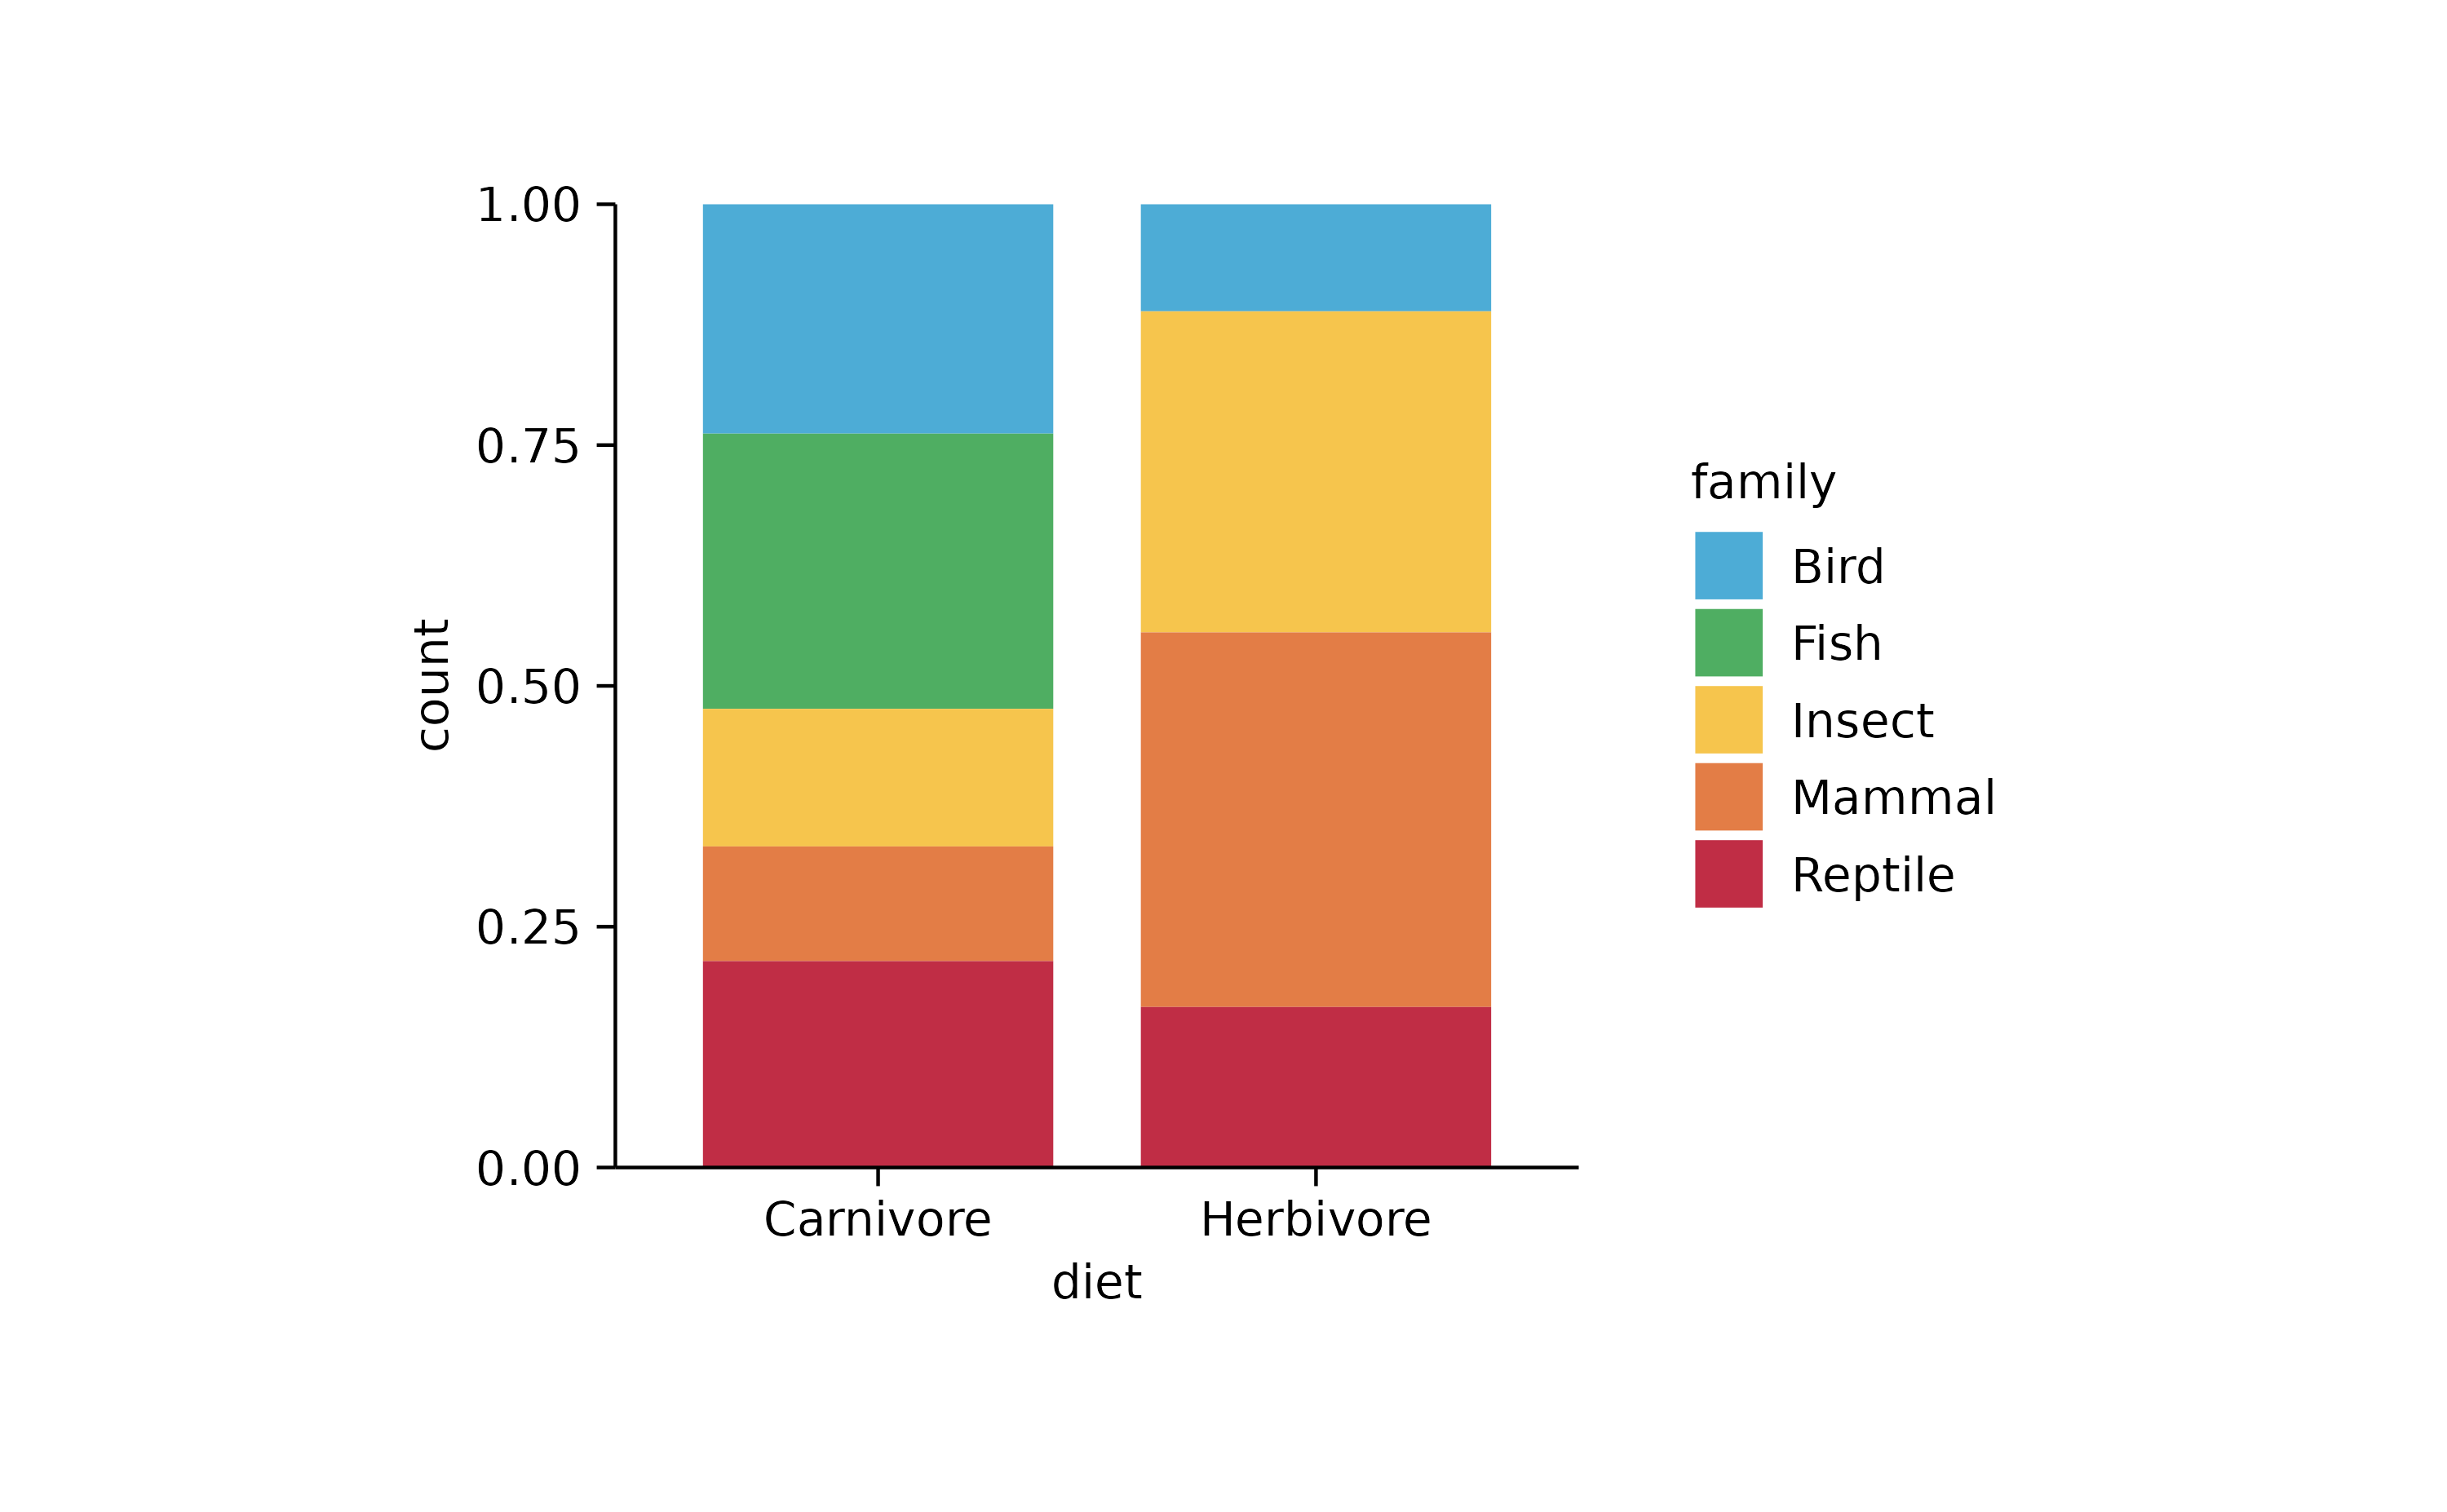 1.00
0.75
0.50
0.25
0.00
count
Carnivore
Herbivore
diet
family
Bird
Fish
Insect
Mammal
Reptile